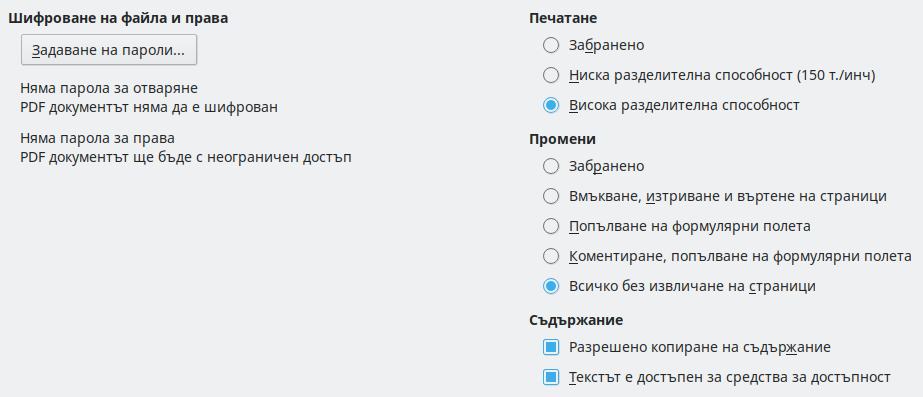 Шифроване на файла и права
Задаване на пароли...
Няма парола за отваряне
PDF документът няма да е шифрован
Няма парола за права
PDF документът ще бъде с неограничен достъп
Печатане
Забранено
Ниска разделителна способност (150 т./инч)
Висока разделителна способност
Промени
Забранено
Вмъкване, изтриване и въртене на страници
Попълване на формулярни полета
Коментиране, попълване на формулярни полета
Всичко без извличане на страници
Съдържание
Разрешено копиране на съдържание
Текстът е достъпен за средства за достъпност